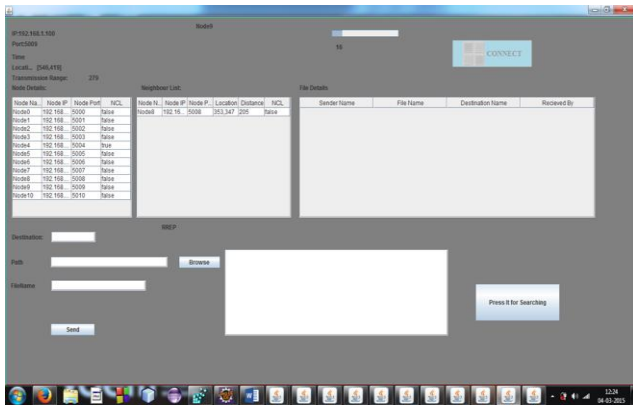 Node9
IP:192.168.1.100
Port:5009
16
CONNECT
Time
Locati... (540,418)
Transmission Range: 276
Node Details:
Neighbour List:
File Details
Node Na... Node IP Node Port NCL
Node0 192.168... 5000 false
Node1 192.168... 5001 false
Node2 192.168... 5002 false
Node3 192.168... 5003 false
Node4 192.168... 5004 true
Node5 192.168... 5005 false
Node6 192.168... 5006 false
Node7 192.168... 5007 false
Node8 192.168... 5008 false
Node9 192.168... 5009 false
Node10 192.168... 5010 false
Node N... Node IP Node P... Location Distance NCL
Node8 192.16... 5008 353,347 205 false
Sender Name File Name Destination Name Recieved By
RREP
Destination:
Path
Browse
FileName
Press it for Searching
Send
12:24
04-03-2015